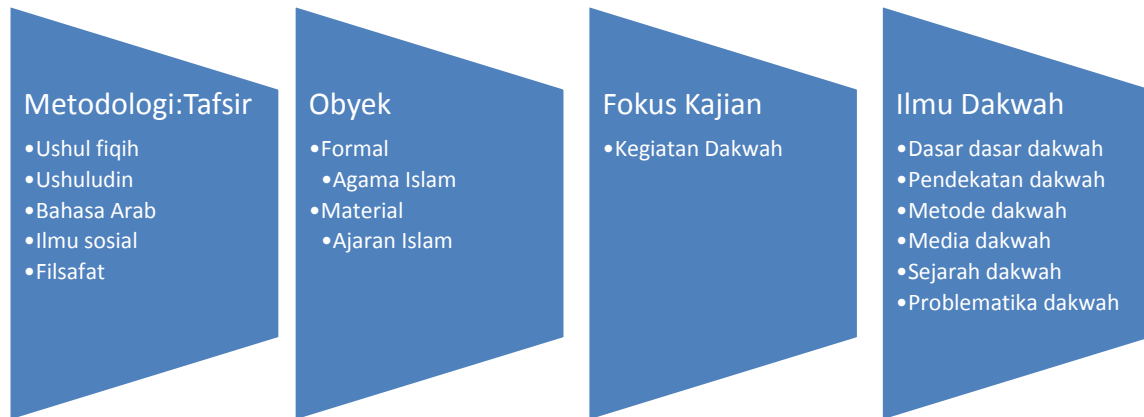 Metodologi:Tafsir
•Ushul fiqih
•Ushuludin
•Bahasa Arab
•Ilmu sosial
•Filsafat
Obyek
•Formal
•Agama Islam
•Material
•Ajaran Islam
Fokus Kajian
•Kegiatan Dakwah
Ilmu Dakwah
•Dasar dasar dakwah
•Pendekatan dakwah
•Metode dakwah
•Media dakwah
•Sejarah dakwah
•Problematika dakwah